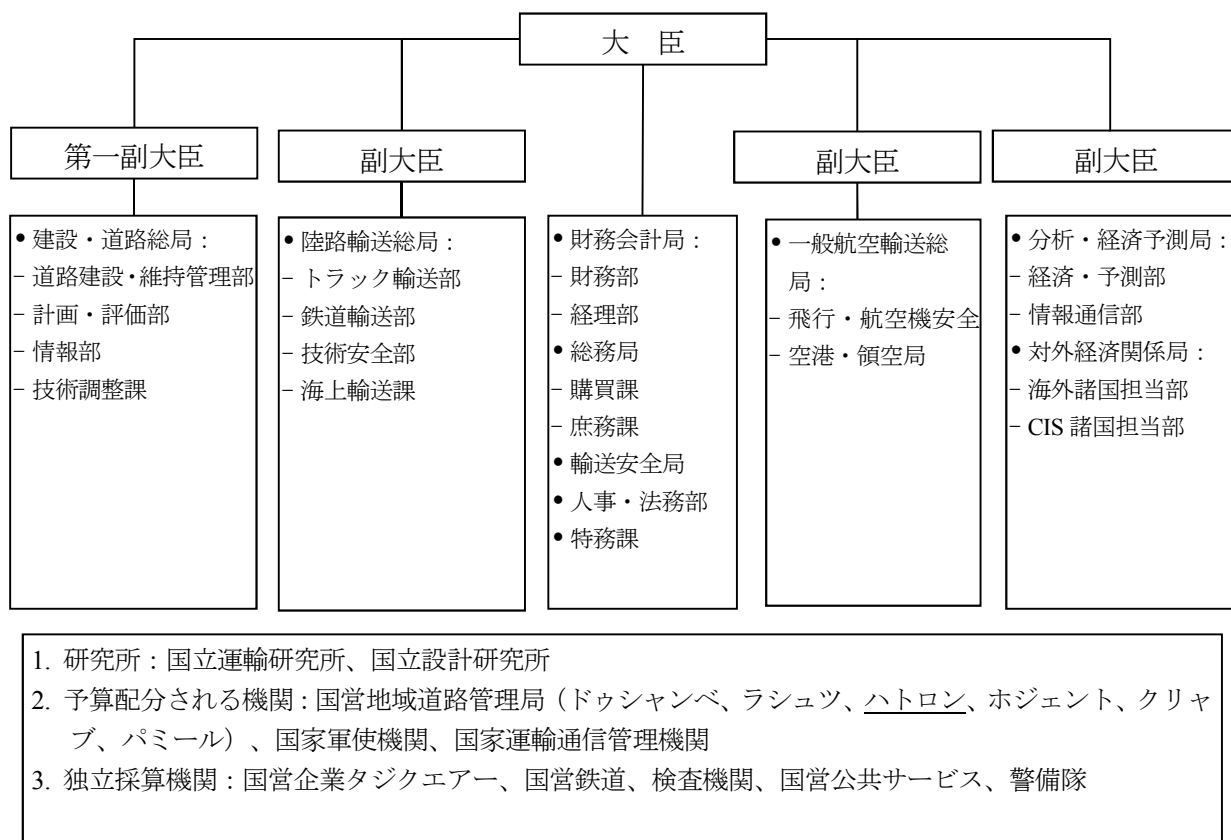 大 臣
第一副大臣
副大臣
副大臣
副大臣
● 建設・道路総局：
− 道路建設・維持管理部
− 計画・評価部
− 情報部
− 技術調整課
● 陸路輸送総局：
− トラック輸送部
− 鉄道輸送部
− 技術安全部
− 海上輸送課
● 財務会計局：
− 財務部
− 経理部
● 総務局
− 購買課
− 庶務課
● 輸送安全局
● 人事・法務部
● 特務課
● 一般航空輸送総
局：
− 飛行・航空機安全
− 空港・領空局
● 分析・経済予測局：
− 経済・予測部
− 情報通信部
● 対外経済関係局：
− 海外諸国担当部
− CIS 諸国担当部
1. 研究所：国立運輸研究所、国立設計研究所
2. 予算配分される機関：国営地域道路管理局（ドゥシャンベ、ラシュツ、ハトロン、ホジェント、クリャ
ブ、パミール）、国家軍使機関、国家運輸通信管理機関
3. 独立採算機関：国営企業タジクエアー、国営鉄道、検査機関、国営公共サービス、警備隊